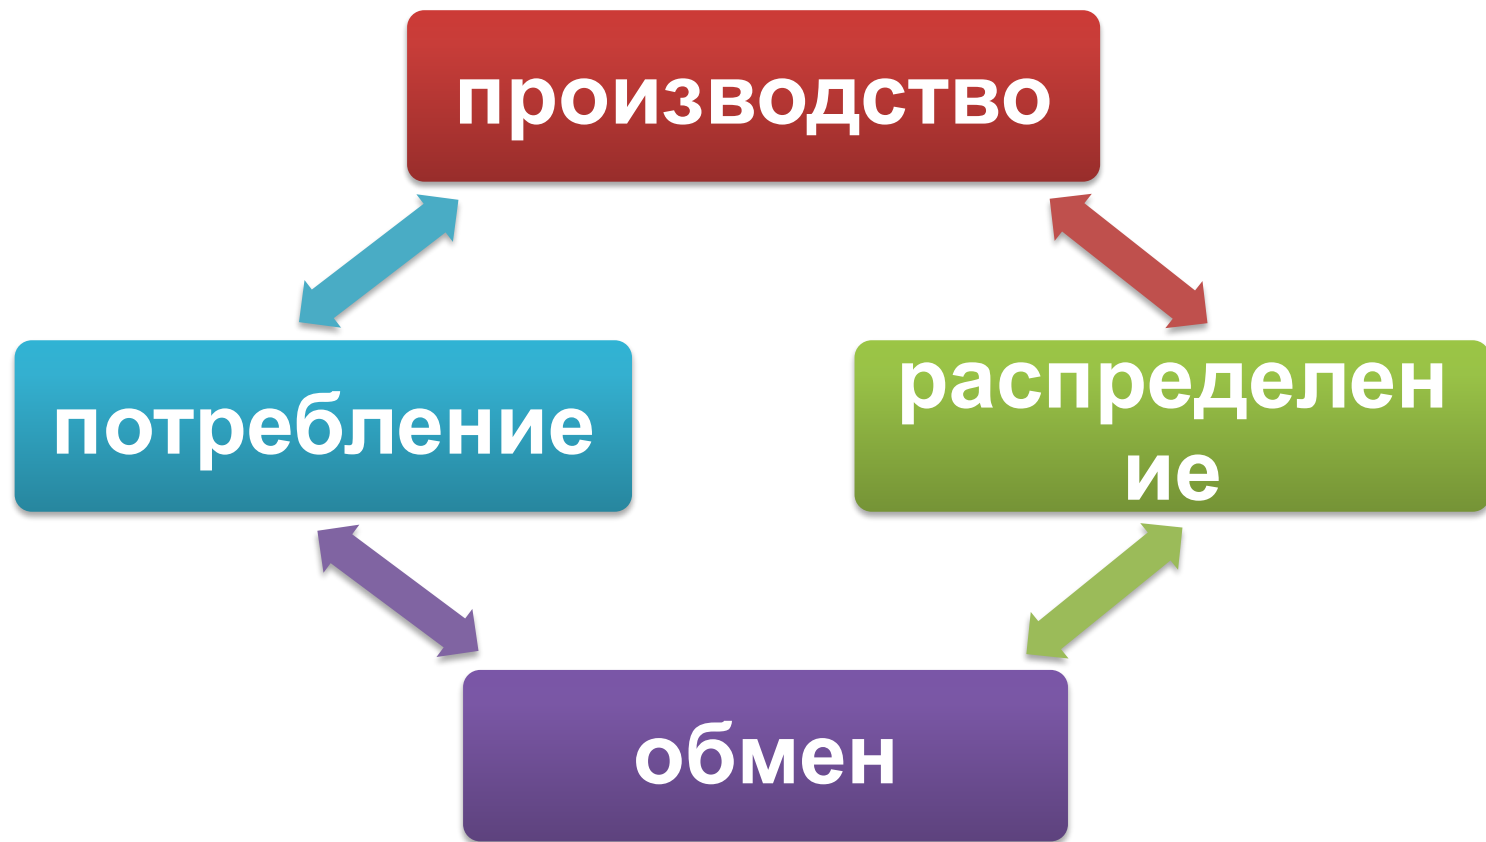 производство
потребление
распределен
ие
обмен